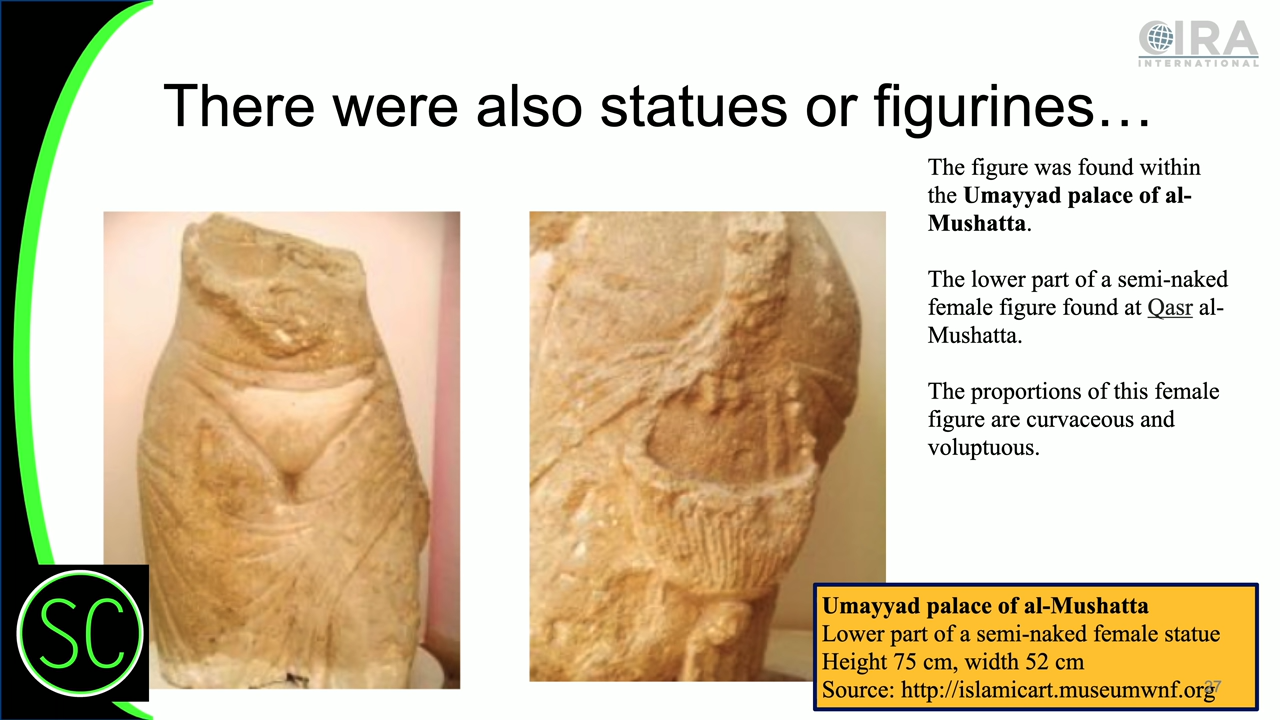 CIRA
INTERNATIONAL
There were also statues or figurines…
The figure was found within
the Umayyad palace of al-
Mushatta.
The lower part of a semi-naked
female figure found at Qasr al-
Mushatta.
The proportions of this female
figure are curvaceous and
voluptuous.
Umayyad palace of al-Mushatta
Lower part of a semi-naked female statue
Height 75 cm, width 52 cm
Source: http://islamicart.museumwnf.org
27
SC